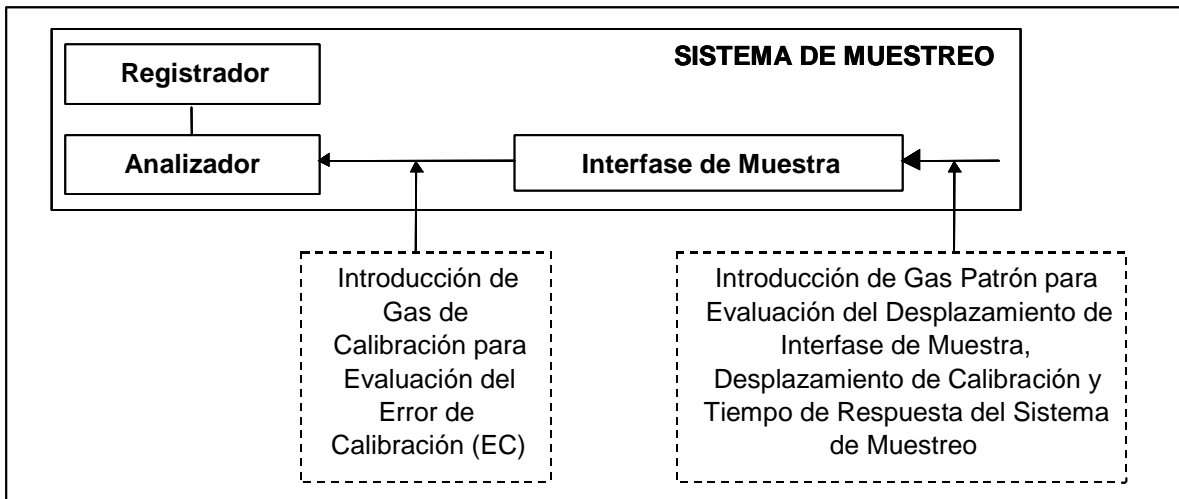 SISTEMA DE MUESTREO
Registrador
Analizador
Interfase de Muestra
Introducción de
Gas de
Calibración para
Evaluación del
Error de
Calibración (EC)
Introducción de Gas Patrón para
Evaluación del Desplazamiento de
Interfase de Muestra,
Desplazamiento de Calibración y
Tiempo de Respuesta del Sistema
de Muestreo